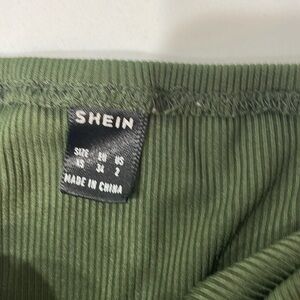 SHEIN
SIZE EU US
XS 34 2
MADE IN CHINA